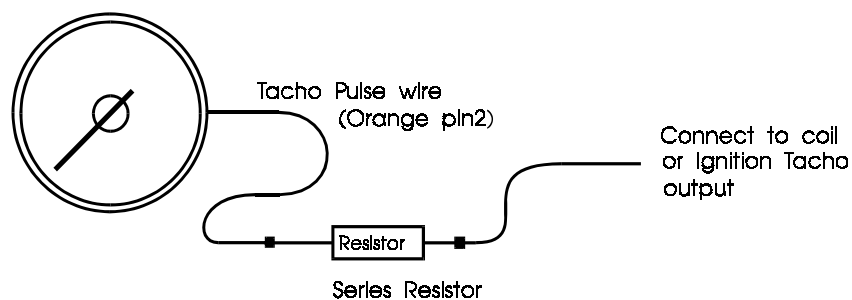 Tacho Pulse wire
(Orange pin2)
Connect to coil
or Ignition Tacho
output
Resistor
Series Resistor